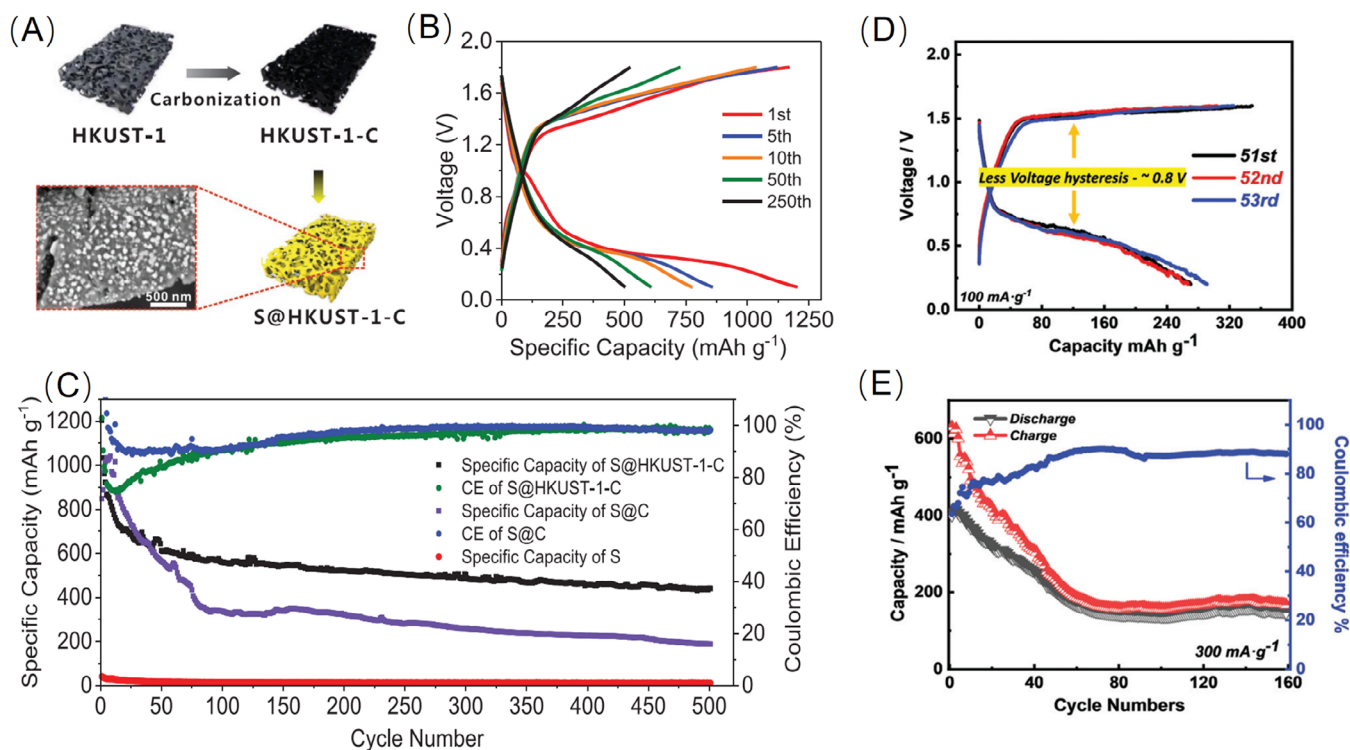 (A)
HKUST-1
Carbonization
HKUST-1-C
500 nm
S@HKUST-1-C
(B)
Voltage (V)
2.0
1.6
1.2
0.8
0.4
0.0
1st
5th
10th
50th
250th
0 250 500 750 1000 1250
Specific Capacity (mAh g⁻¹)
(D)
Voltage / V
2.0
1.5
1.0
0.5
0.0
Less Voltage hysteresis - ~ 0.8 V
51st
52nd
53rd
100 mA·g⁻¹
0 80 160 240 320 400
Capacity mAh g⁻¹
(C)
Specific Capacity (mAh g⁻¹)
1200
1000
800
600
400
200
0
Specific Capacity of S@HKUST-1-C
CE of S@HKUST-1-C
Specific Capacity of S@C
CE of S@C
Specific Capacity of S
100
80
60
40
20
0
Coulombic Efficiency (%)
0 50 100 150 200 250 300 350 400 450 500
Cycle Number
(E)
Capacity / mAh g⁻¹
600
400
200
0
Discharge
Charge
100
80
60
40
20
0
Coulombic efficiency %
300 mA·g⁻¹
0 20 40 60 80 100 120 140 160
Cycle Numbers